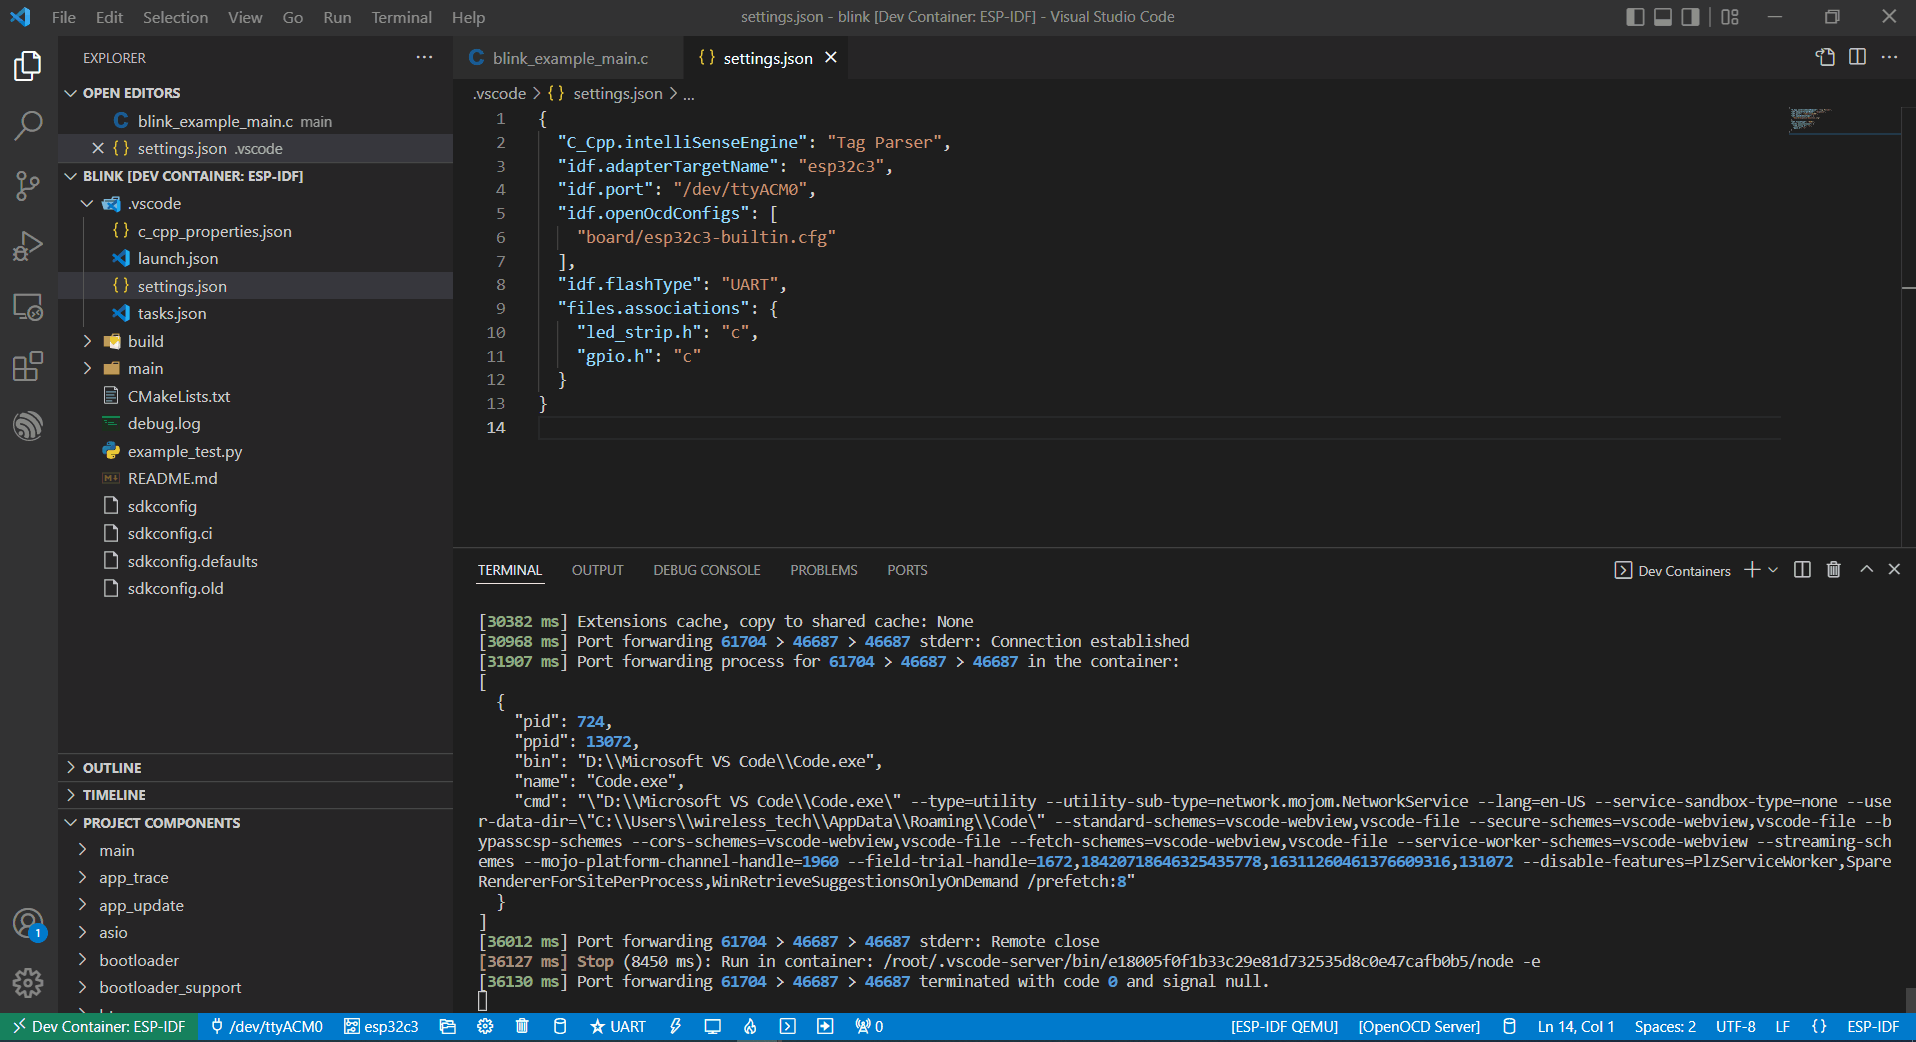 File Edit Selection View Go Run Terminal Help
settings.json - blink [Dev Container: ESP-IDF] - Visual Studio Code
EXPLORER
OPEN EDITORS
blink_example_main.c main
settings.json .vscode
BLINK [DEV CONTAINER: ESP-IDF]
.vscode
c_cpp_properties.json
launch.json
settings.json
tasks.json
build
main
CMakeLists.txt
debug.log
example_test.py
README.md
sdkconfig
sdkconfig.ci
sdkconfig.defaults
sdkconfig.old
OUTLINE
TIMELINE
PROJECT COMPONENTS
main
app_trace
app_update
asio
bootloader
bootloader_support
blink_example_main.c
settings.json
.vscode > {} settings.json > ...
1 {
2 "C_Cpp.intelliSenseEngine": "Tag Parser",
3 "idf.adapterTargetName": "esp32c3",
4 "idf.port": "/dev/ttyACM0",
5 "idf.openOcdConfigs": [
6 "board/esp32c3-builtin.cfg"
7 ],
8 "idf.flashType": "UART",
9 "files.associations": {
10 "led_strip.h": "c",
11 "gpio.h": "c"
12 }
13 }
14
TERMINAL OUTPUT DEBUG CONSOLE PROBLEMS PORTS
Dev Containers
[30382 ms] Extensions cache, copy to shared cache: None
[30968 ms] Port forwarding 61704 > 46687 > 46687 stderr: Connection established
[31907 ms] Port forwarding process for 61704 > 46687 > 46687 in the container:
[
{
"pid": 724,
"ppid": 13072,
"bin": "D:\\Microsoft VS Code\\Code.exe",
"name": "Code.exe",
"cmd": "\"D:\\Microsoft VS Code\\Code.exe\" --type=utility --utility-sub-type=network.mojom.NetworkService --lang=en-US --service-sandbox-type=none --use
r-data-dir=\"C:\\Users\\wireless_tech\\AppData\\Roaming\\Code\" --standard-schemes=vscode-webview,vscode-file --secure-schemes=vscode-webview,vscode-file --b
ypasscsp-schemes --cors-schemes=vscode-webview,vscode-file --fetch-schemes=vscode-webview,vscode-file --service-worker-schemes=vscode-webview --streaming-sch
emes --mojo-platform-channel-handle=1960 --field-trial-handle=1672,18420718646325435778,16311260461376609316,131072 --disable-features=PlzServiceWorker,Spare
RendererForSitePerProcess,WinRetrieveSuggestionsOnlyOnDemand /prefetch:8"
}
]
[36012 ms] Port forwarding 61704 > 46687 > 46687 stderr: Remote close
[36127 ms] Stop (8450 ms): Run in container: /root/.vscode-server/bin/e18005f0f1b33c29e81d732535d8c0e47cafb0b5/node -e
[36130 ms] Port forwarding 61704 > 46687 > 46687 terminated with code 0 and signal null.
1
Dev Container: ESP-IDF /dev/ttyACM0 esp32c3 UART 0 [ESP-IDF QEMU] [OpenOCD Server] Ln 14, Col 1 Spaces: 2 UTF-8 LF {} ESP-IDF